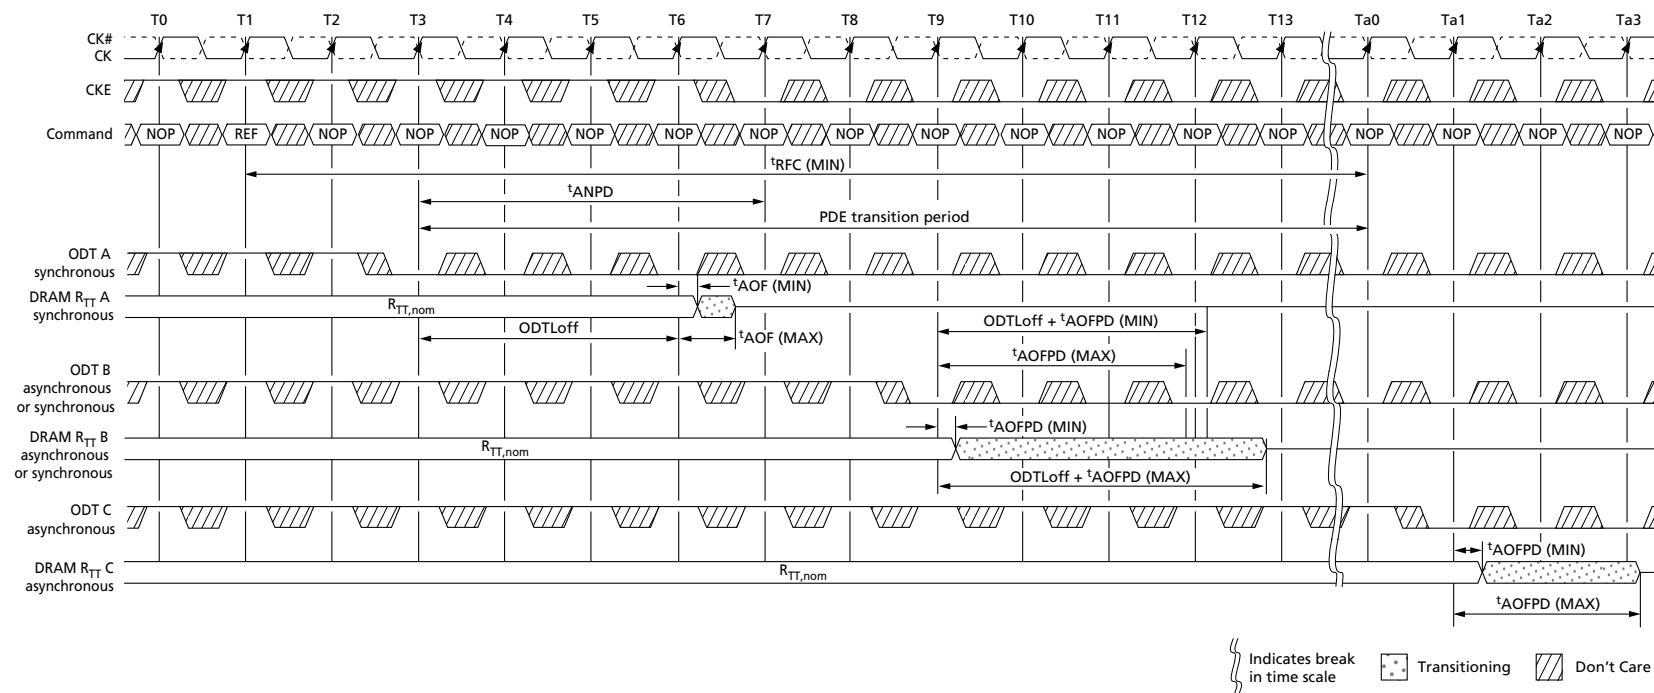 T0 T1 T2 T3 T4 T5 T6 T7 T8 T9 T10 T11 T12 T13 Ta0 Ta1 Ta2 Ta3
CK#
CK
CKE
Command NOP REF NOP NOP NOP NOP NOP NOP NOP NOP NOP NOP NOP NOP NOP NOP NOP NOP
tRFC (MIN)
tANPD
PDE transition period
ODT A
synchronous
tAOF (MIN)
DRAM RTT A
synchronous
RTT,nom
ODTLoff + tAOFPD (MIN)
ODTLoff
tAOF (MAX)
tAOFPD (MAX)
ODT B
asynchronous
or synchronous
tAOFPD (MIN)
DRAM RTT B
asynchronous
or synchronous
RTT,nom
ODTLoff + tAOFPD (MAX)
ODT C
asynchronous
tAOFPD (MIN)
DRAM RTT C
asynchronous
RTT,nom
tAOFPD (MAX)
Indicates break
in time scale
Transitioning
Don't Care